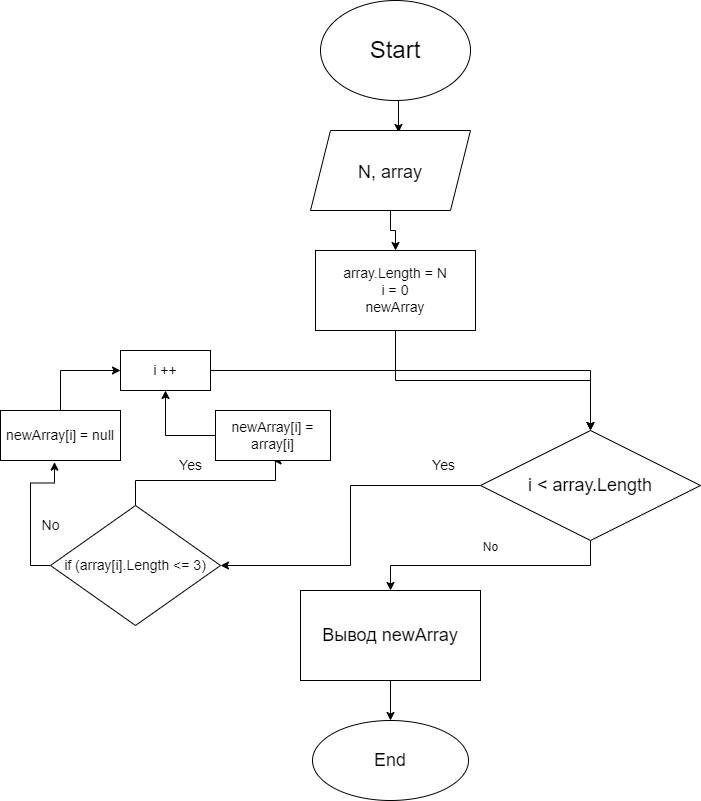 Start
N, array
array.Length = N
i = 0
newArray
i ++
newArray[i] = null
newArray[i] =
array[i]
Yes
Yes
i < array.Length
No
if (array[i].Length <= 3)
No
Вывод newArray
End